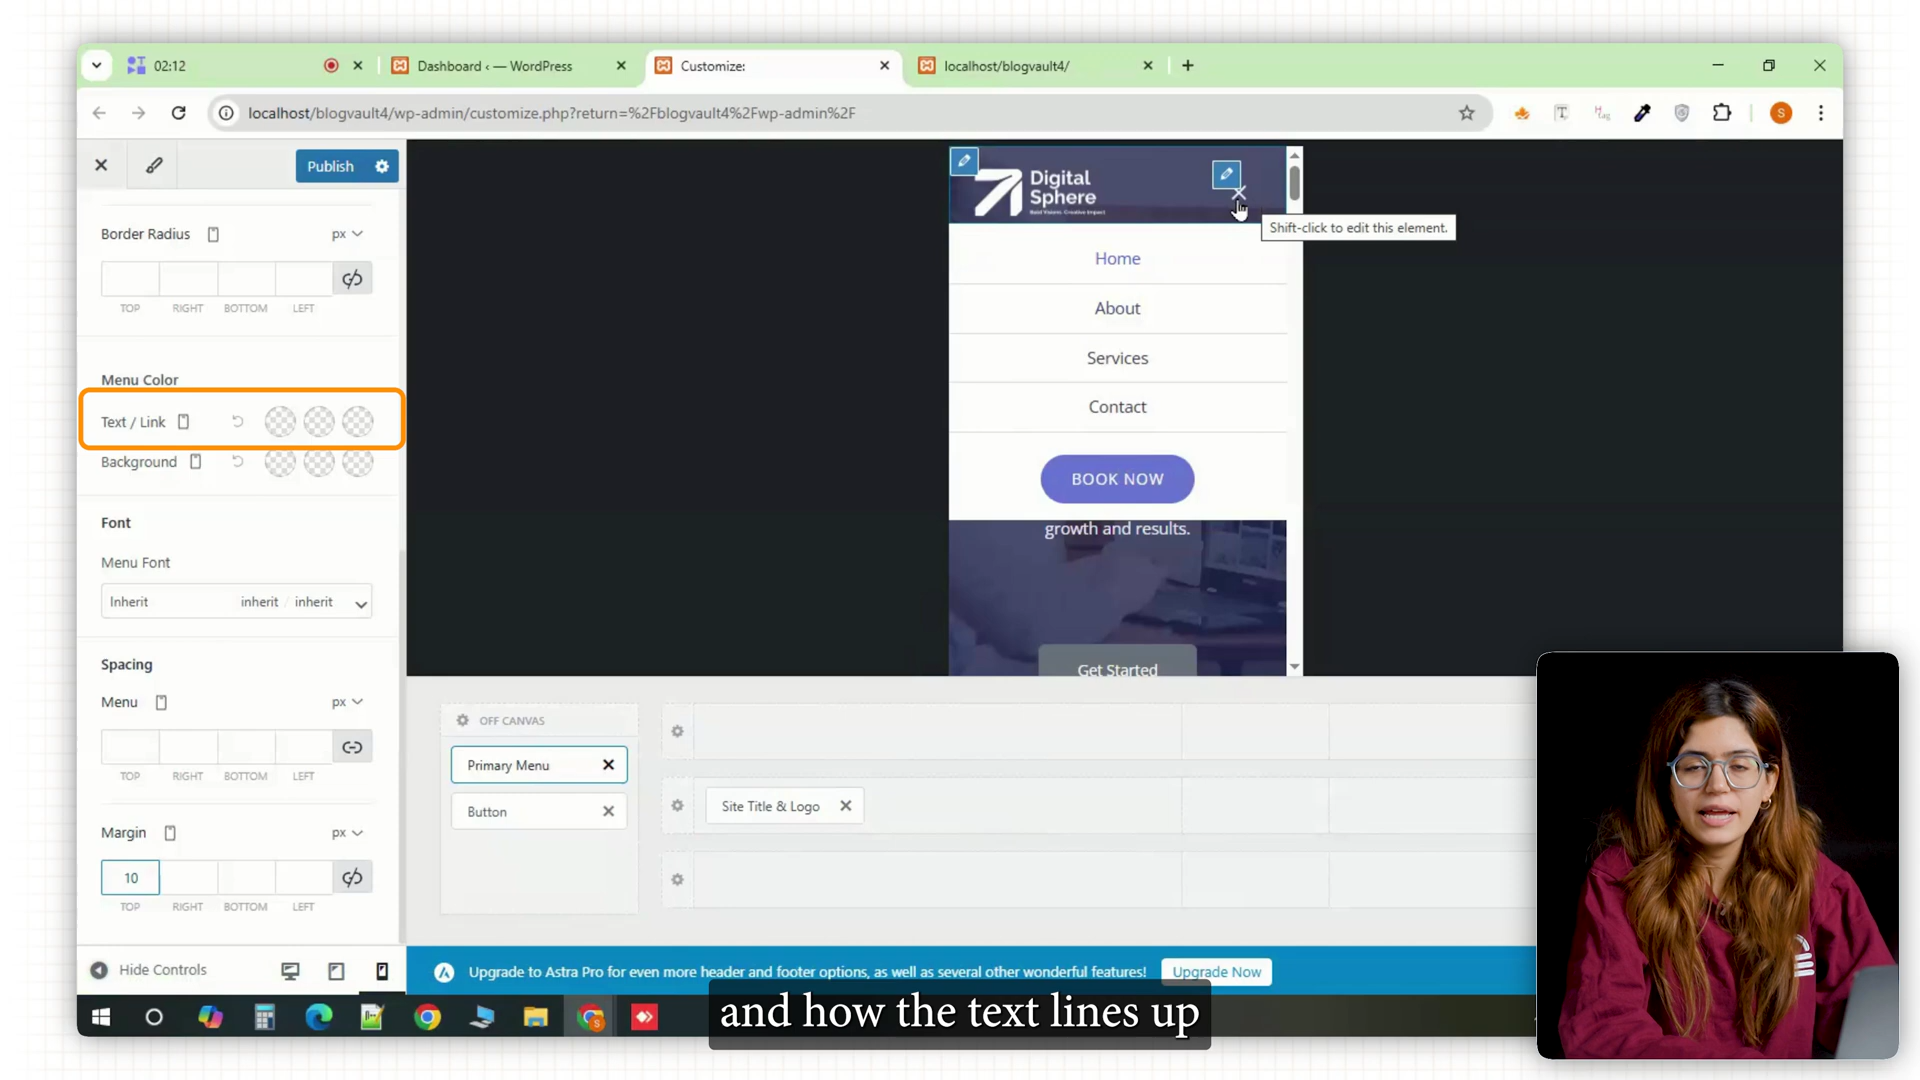 02:12
Dashboard ‹ — WordPress
Customize:
localhost/blogvault4/
localhost/blogvault4/wp-admin/customize.php?return=%2Fblogvault4%2Fwp-admin%2F
S
Publish
Border Radius
px
TOP RIGHT BOTTOM LEFT
Menu Color
Text / Link
Background
Font
Menu Font
Inherit inherit / inherit
Spacing
Menu
px
TOP RIGHT BOTTOM LEFT
Margin
px
10
TOP RIGHT BOTTOM LEFT
Hide Controls
Digital
Sphere
Bold Visions. Creative Impact
Shift-click to edit this element.
Home
About
Services
Contact
BOOK NOW
growth and results.
Get Started
OFF CANVAS
Primary Menu
Button
Site Title & Logo
Upgrade to Astra Pro for even more header and footer options, as well as several other wonderful features!
Upgrade Now
and how the text lines up